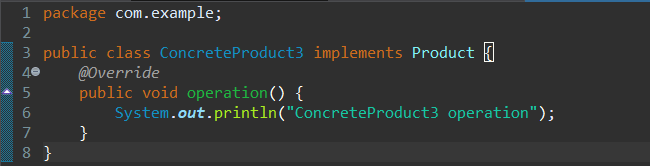 1 package com.example;
2
3 public class ConcreteProduct3 implements Product {
4 @Override
5 public void operation() {
6 System.out.println("ConcreteProduct3 operation");
7 }
8 }